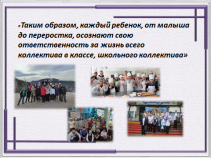 «Таким образом, каждый ребенок, от малыша
до переростка, осознают свою
ответственность за жизнь всего
коллектива в классе, школьного коллектива»